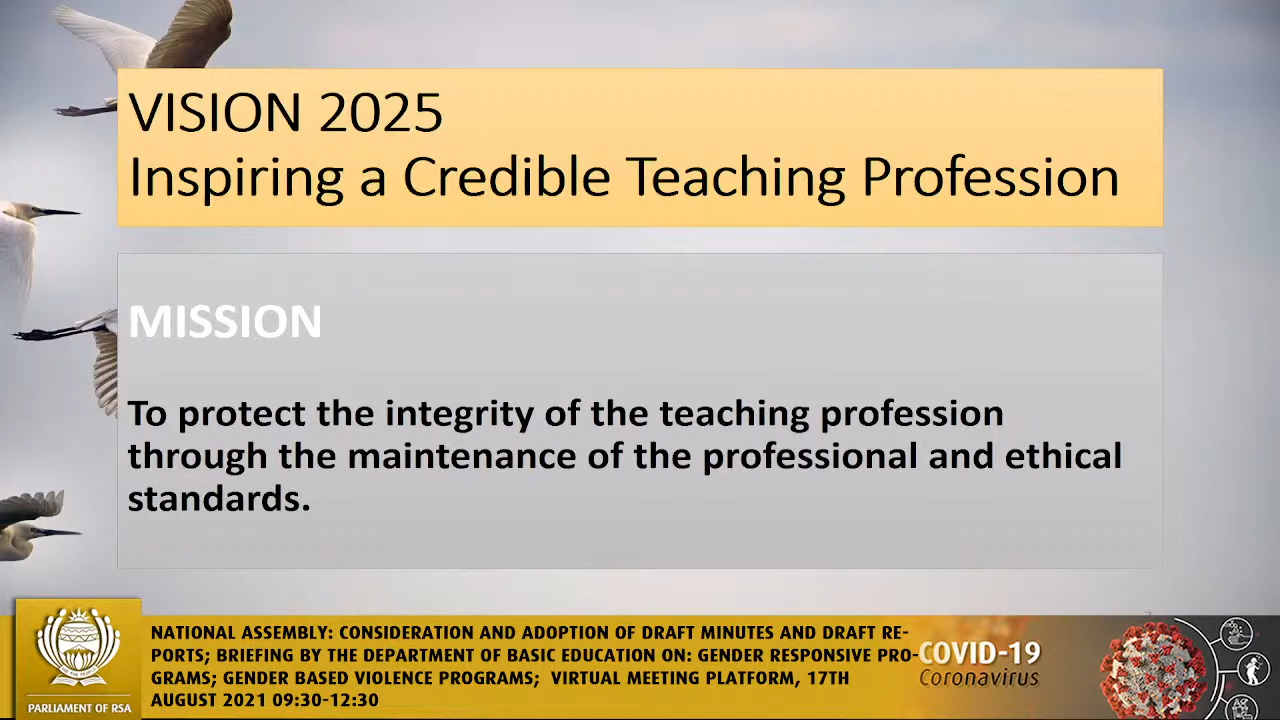 VISION 2025
Inspiring a Credible Teaching Profession
MISSION
To protect the integrity of the teaching profession
through the maintenance of the professional and ethical
standards.
NATIONAL ASSEMBLY: CONSIDERATION AND ADOPTION OF DRAFT MINUTES AND DRAFT RE-
PORTS; BRIEFING BY THE DEPARTMENT OF BASIC EDUCATION ON: GENDER RESPONSIVE PRO-
GRAMS; GENDER BASED VIOLENCE PROGRAMS; VIRTUAL MEETING PLATFORM, 17TH
AUGUST 2021 09:30-12:30
PARLIAMENT OF RSA
COVID-19
Coronavirus